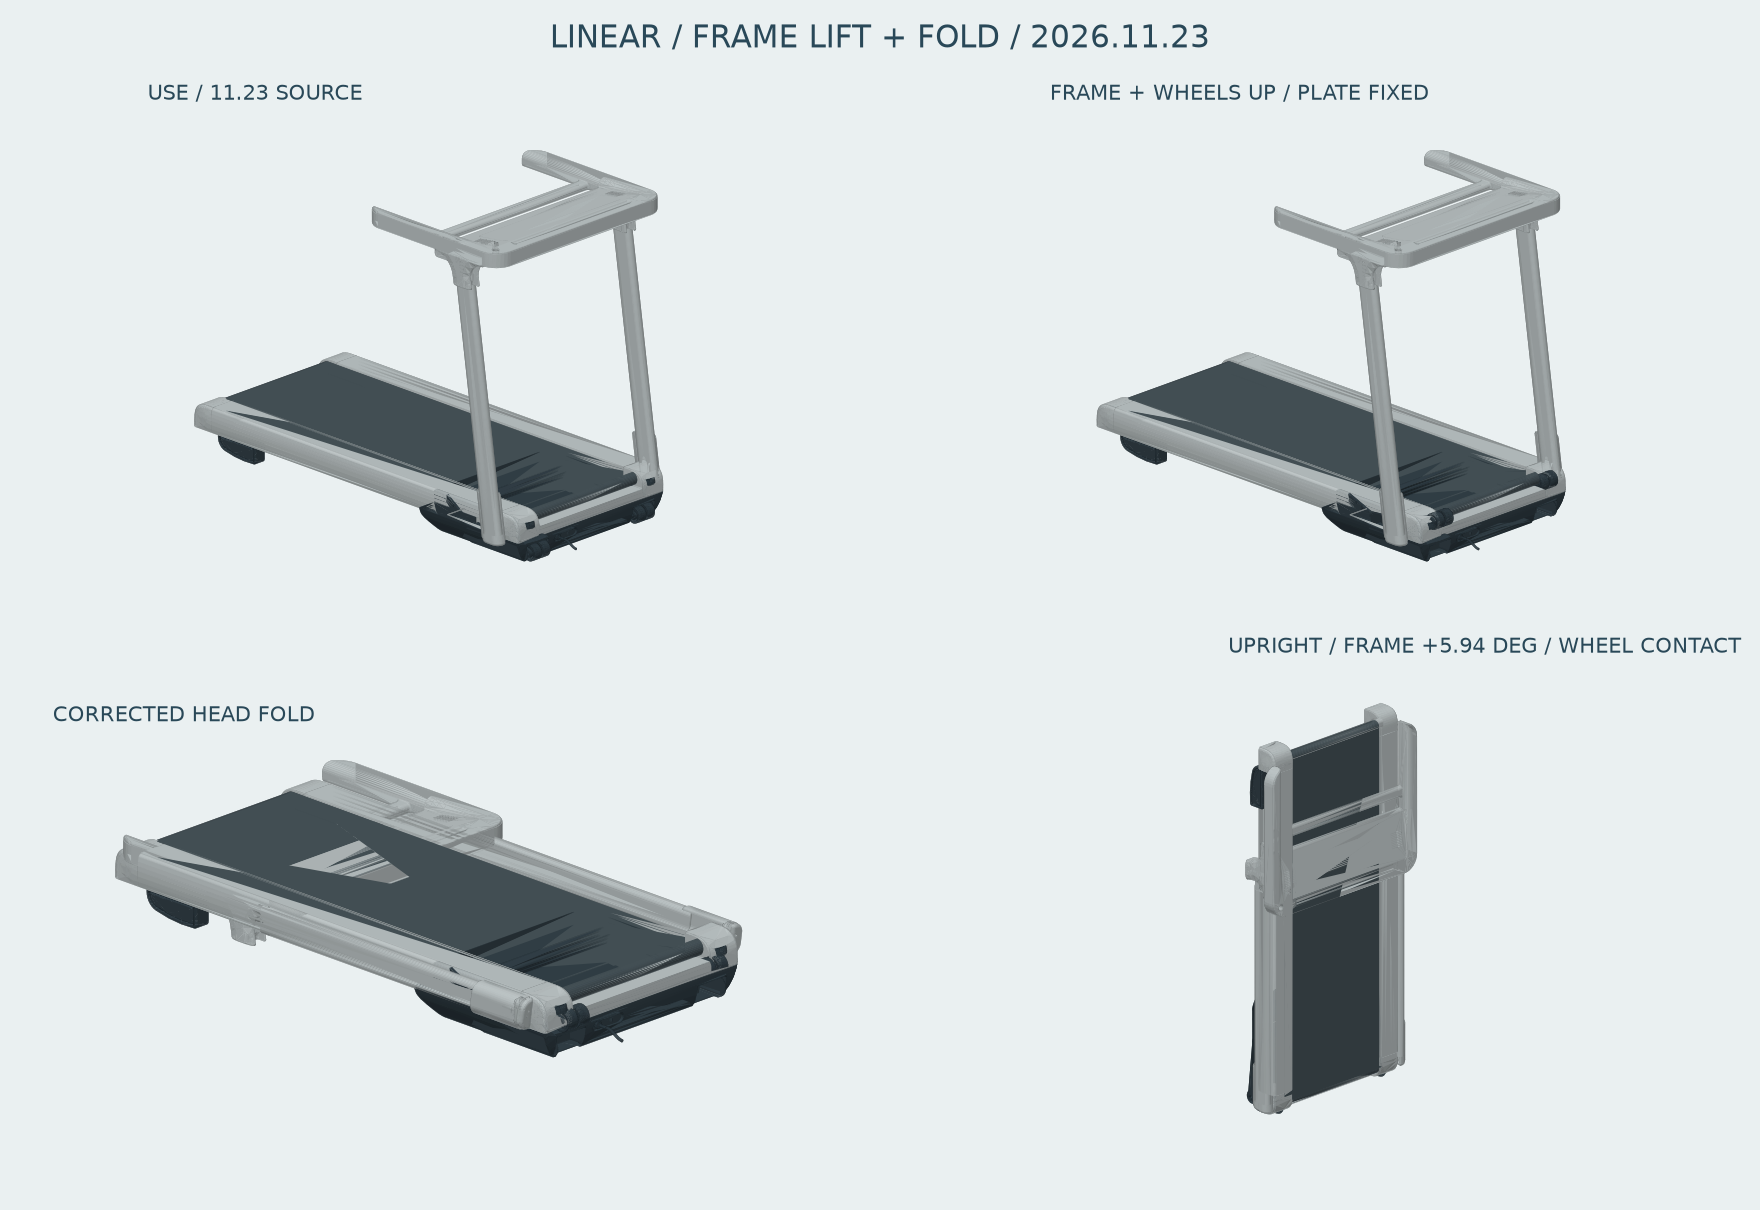 LINEAR / FRAME LIFT + FOLD / 2026.11.23
USE / 11.23 SOURCE
FRAME + WHEELS UP / PLATE FIXED
CORRECTED HEAD FOLD
UPRIGHT / FRAME +5.94 DEG / WHEEL CONTACT